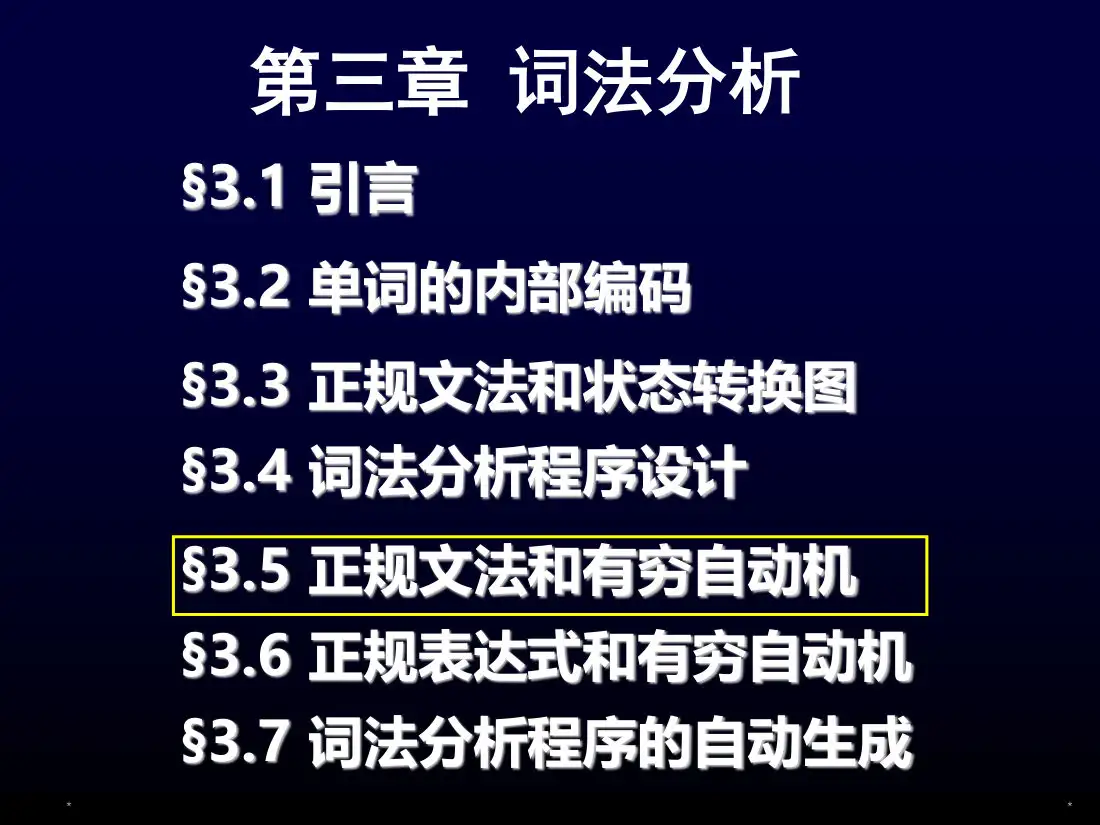 第三章 词法分析
§3.1 引言
§3.2 单词的内部编码
§3.3 正规文法和状态转换图
§3.4 词法分析程序设计
§3.5 正规文法和有穷自动机
§3.6 正规表达式和有穷自动机
§3.7 词法分析程序的自动生成
* *